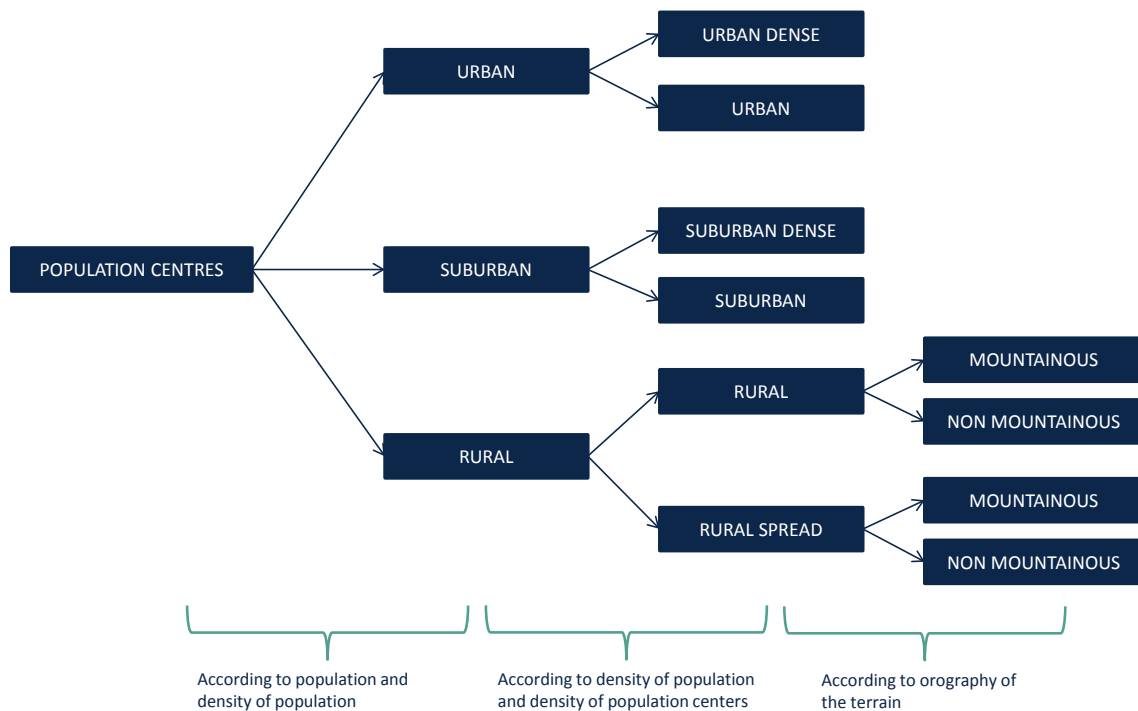 URBAN DENSE
URBAN
URBAN
SUBURBAN DENSE
POPULATION CENTRES
SUBURBAN
SUBURBAN
MOUNTAINOUS
RURAL
NON MOUNTAINOUS
RURAL
MOUNTAINOUS
RURAL SPREAD
NON MOUNTAINOUS
According to population and
density of population
According to density of population
and density of population centers
According to orography of
the terrain